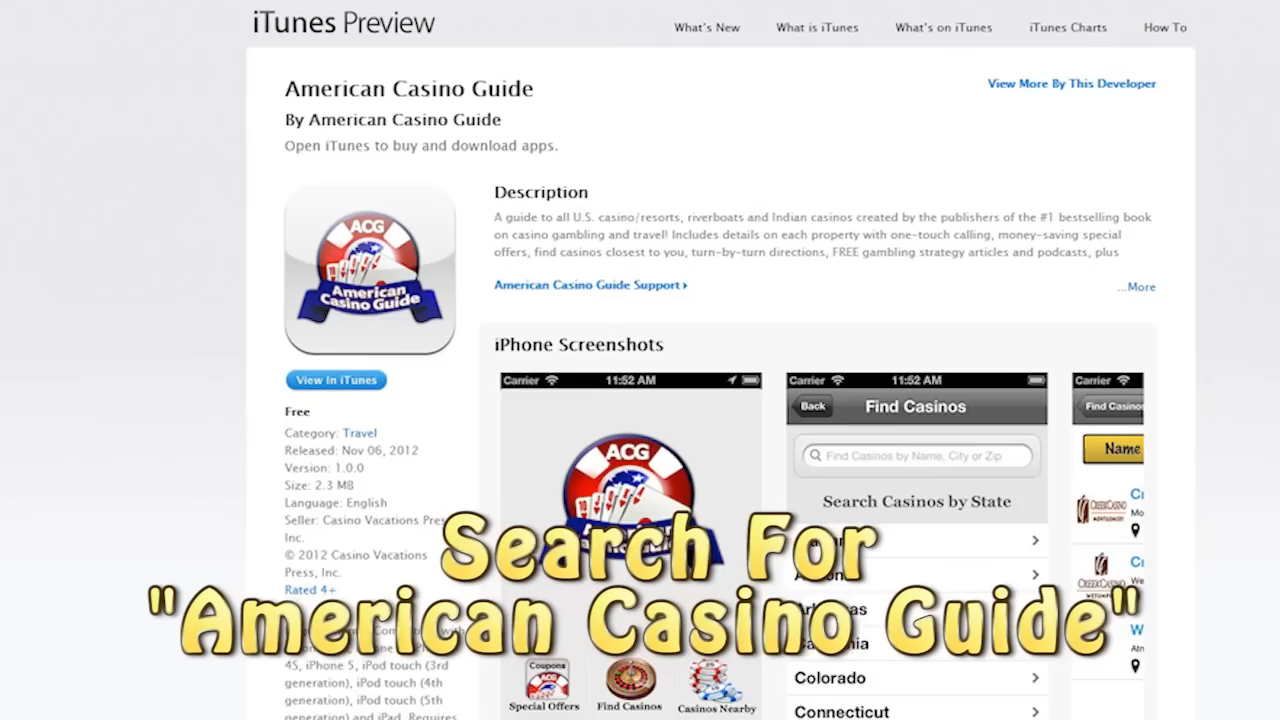 iTunes Preview
What's New
What is iTunes
What's on iTunes
iTunes Charts
How To
American Casino Guide
View More By This Developer
By American Casino Guide
Open iTunes to buy and download apps.
ACG
American
Casino Guide
View In iTunes
Free
Category: Travel
Released: Nov 06, 2012
Version: 1.0.0
Size: 2.3 MB
Language: English
Seller: Casino Vacations Press,
Inc.
© 2012 Casino Vacations
Press, Inc.
Rated 4+
4S, iPhone 5, iPod touch (3rd
generation), iPod touch (4th
generation), iPod touch (5th
generation) and iPad. Requires
Description
A guide to all U.S. casino/resorts, riverboats and Indian casinos created by the publishers of the #1 bestselling book
on casino gambling and travel! Includes details on each property with one-touch calling, money-saving special
offers, find casinos closest to you, turn-by-turn directions, FREE gambling strategy articles and podcasts, plus
American Casino Guide Support
...More
iPhone Screenshots
Carrier 11:52 AM
ACG
Coupons
ACG
Special Offers
Find Casinos
Casinos Nearby
Carrier 11:52 AM
Back
Find Casinos
Find Casinos by Name, City or Zip
Search Casinos by State
Colorado
Connecticut
Carrier
Find Casinos
Name
Search For
"American Casino Guide"